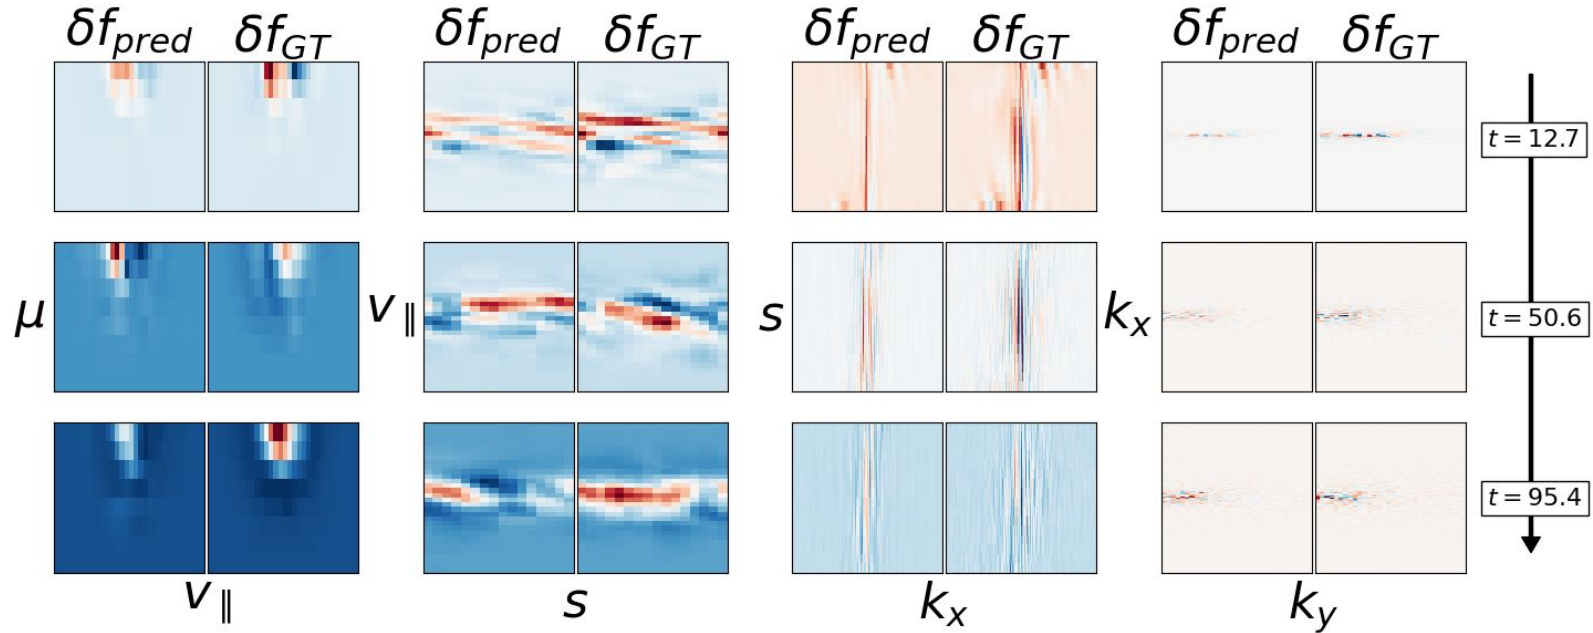 δf_pred δf_GT δf_pred δf_GT δf_pred δf_GT δf_pred δf_GT
t = 12.7
μ v_∥ s k_x t = 50.6
t = 95.4
v_∥ s k_x k_y